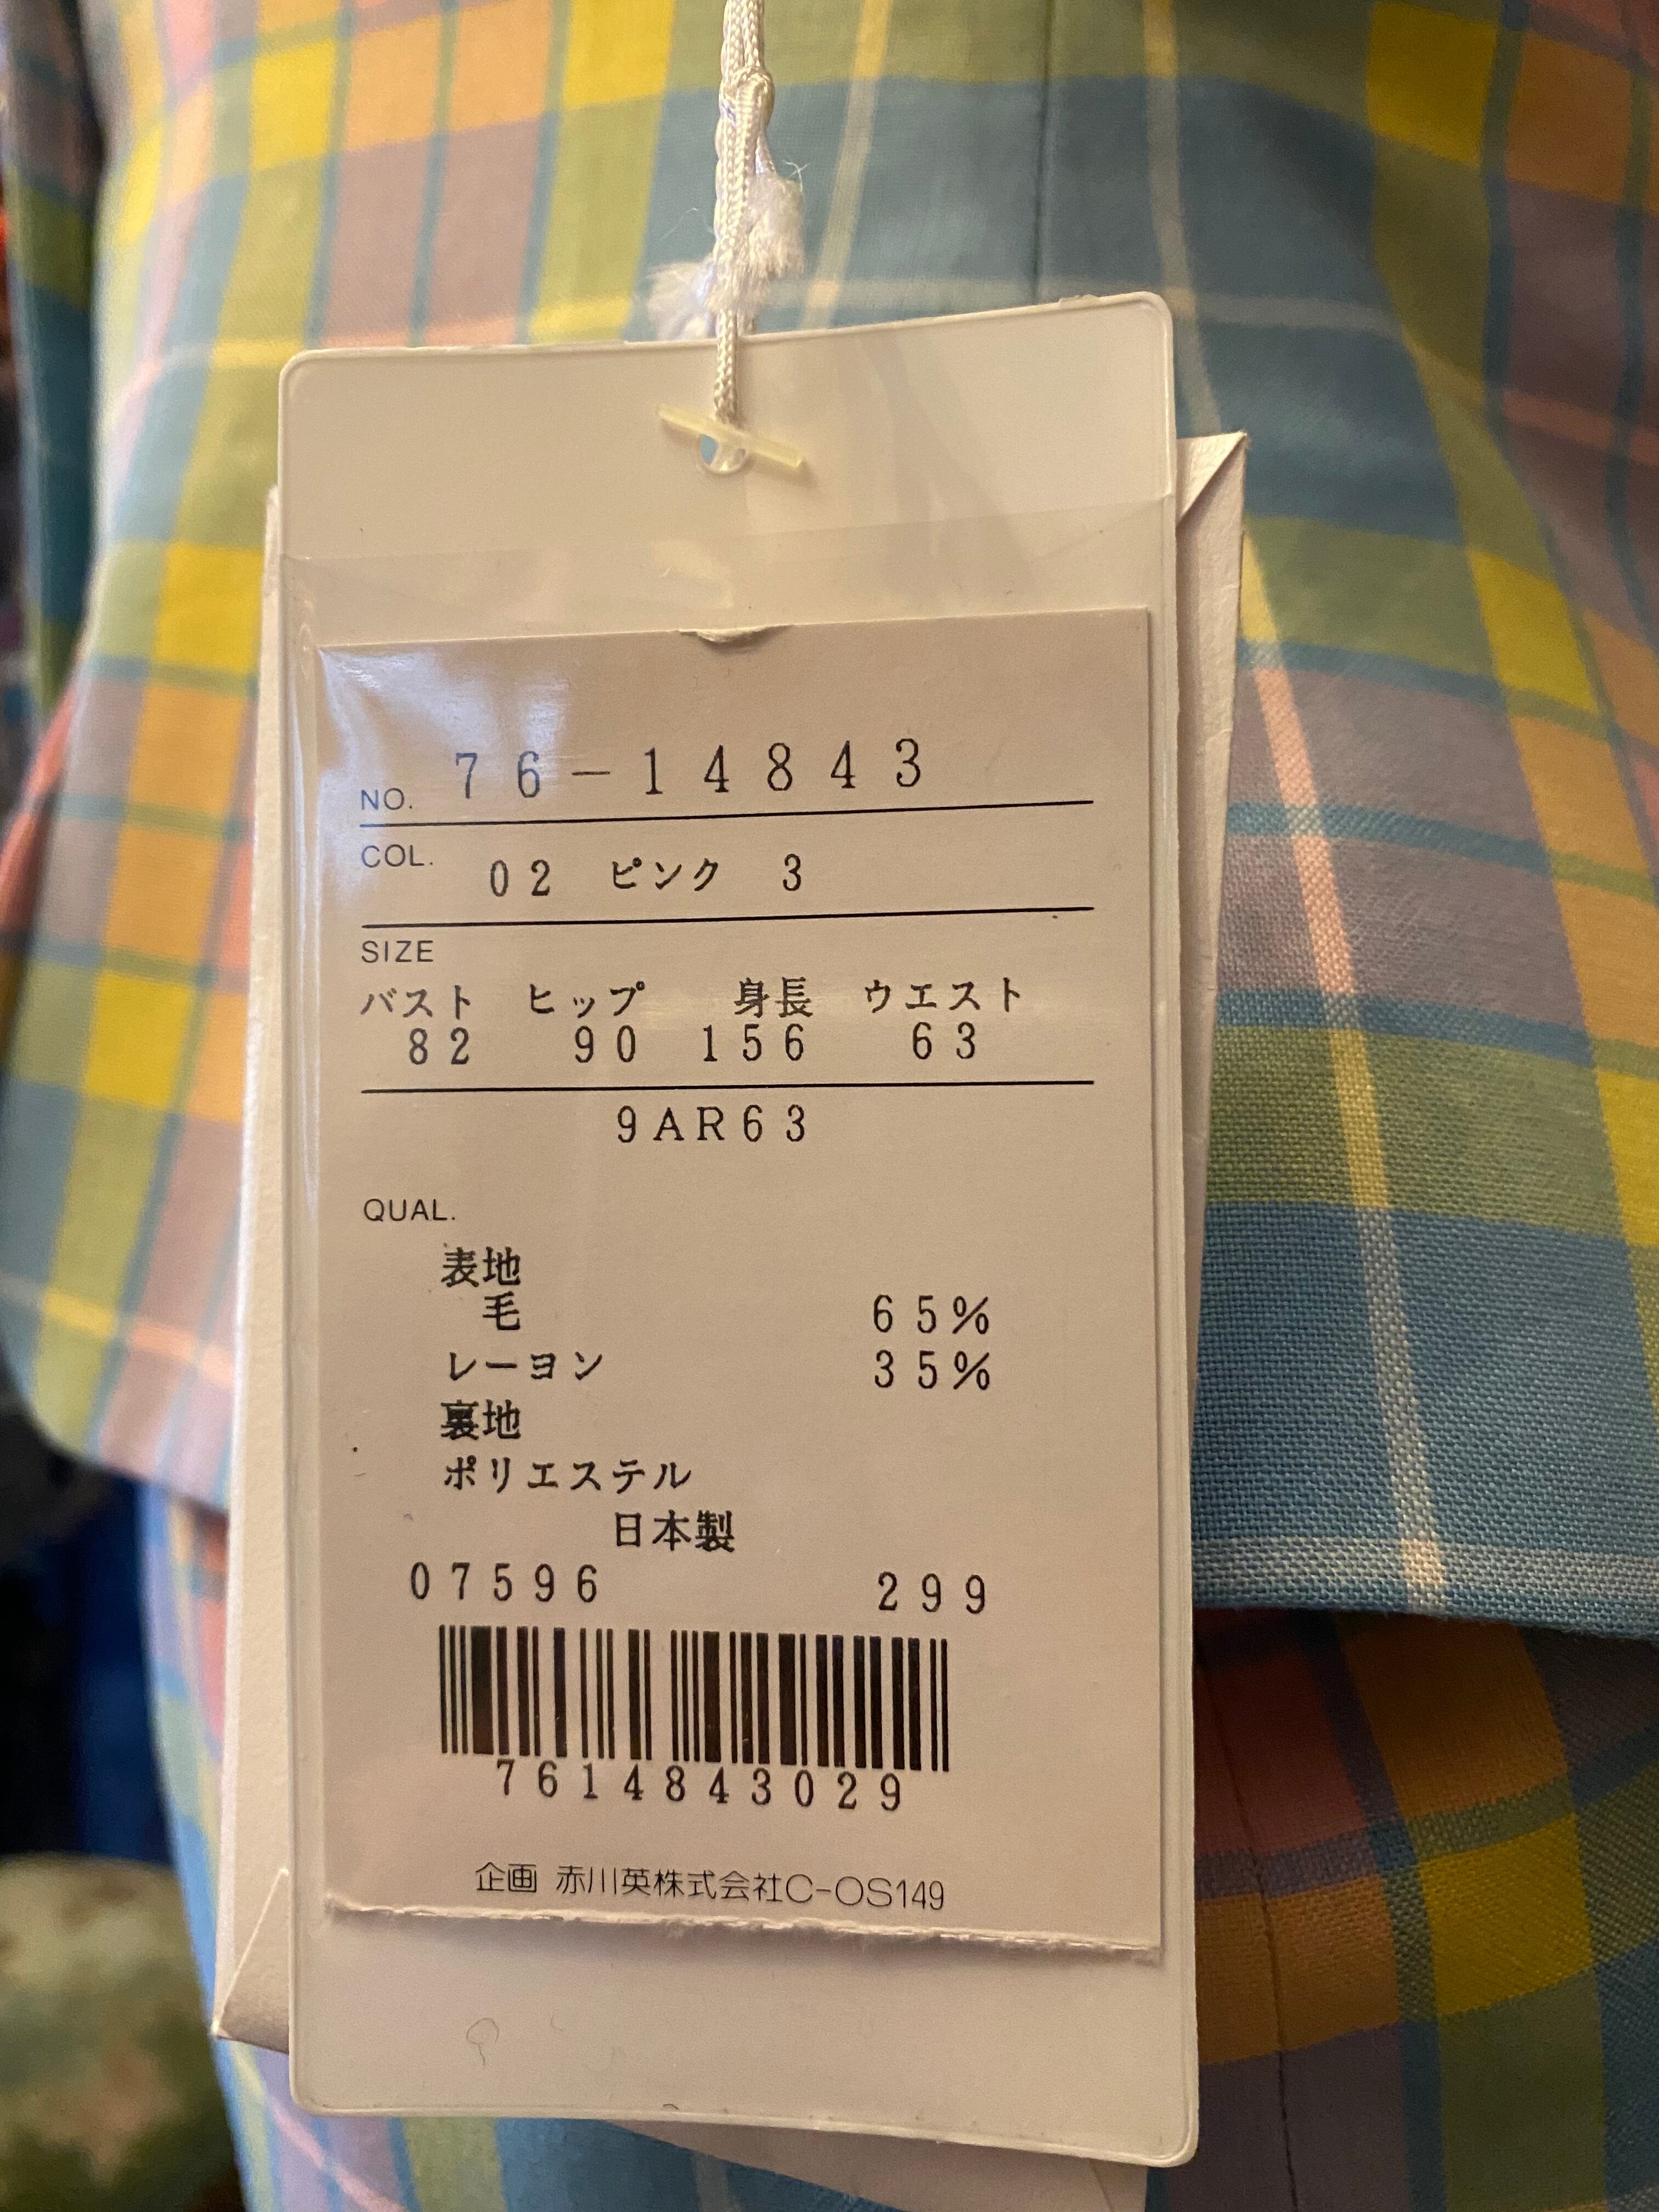 NO. 76-14843
COL. 02 ピンク 3
SIZE
バスト ヒップ 身長 ウエスト
82 90 156 63
9AR63
QUAL.
表地
毛 65%
レーヨン 35%
裏地
ポリエステル
日本製
07596 299
7614843029
企画 赤川英株式会社C-OS149